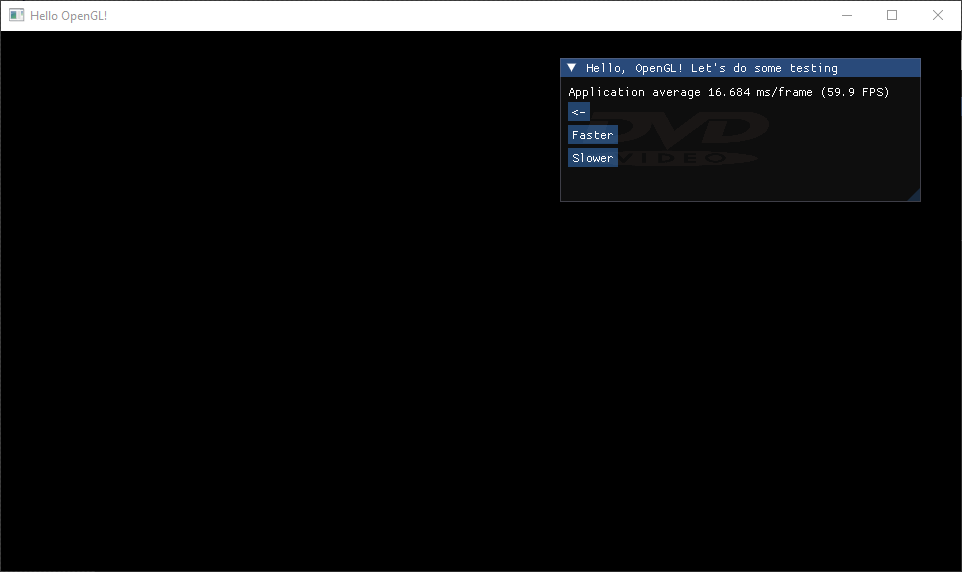 Hello OpenGL!
Hello, OpenGL! Let's do some testing
Application average 16.684 ms/frame (59.9 FPS)
<-
Faster
DVD
Slower
VIDEO